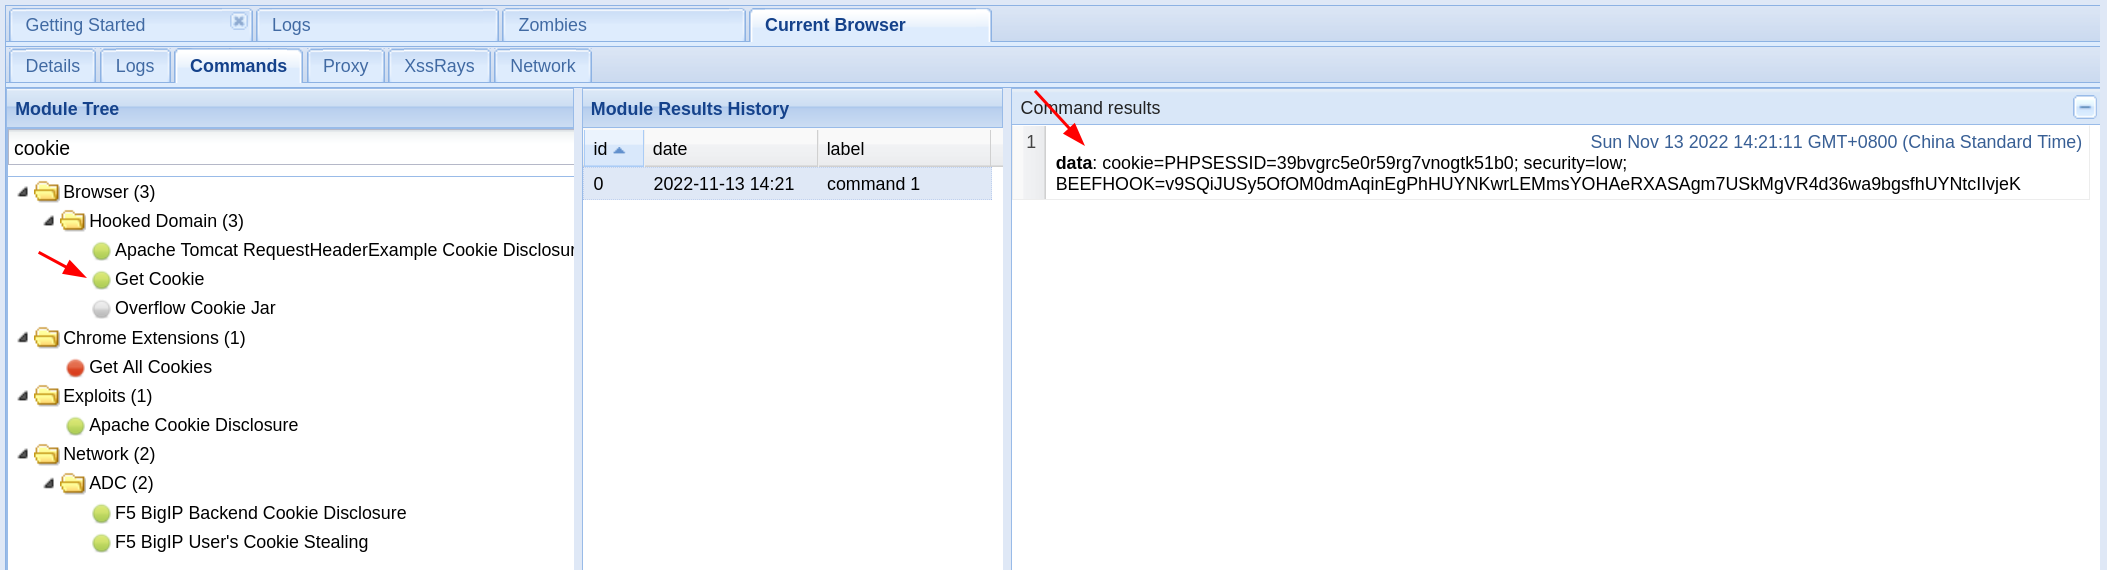 Getting Started
Logs
Zombies
Current Browser
Details
Logs
Commands
Proxy
XssRays
Network
Module Tree
cookie
Browser (3)
Hooked Domain (3)
Apache Tomcat RequestHeaderExample Cookie Disclosur
Get Cookie
Overflow Cookie Jar
Chrome Extensions (1)
Get All Cookies
Exploits (1)
Apache Cookie Disclosure
Network (2)
ADC (2)
F5 BigIP Backend Cookie Disclosure
F5 BigIP User's Cookie Stealing
Module Results History
id date label
0 2022-11-13 14:21 command 1
Command results
1 Sun Nov 13 2022 14:21:11 GMT+0800 (China Standard Time)
data: cookie=PHPSESSID=39bvgrc5e0r59rg7vnogtk51b0; security=low;
BEEFHOOK=v9SQiJUSy5OfOM0dmAqinEgPhHUYNKwrLEMmsYOHAeRXASAgm7USkMgVR4d36wa9bgsfhUYNtcIIvjeK